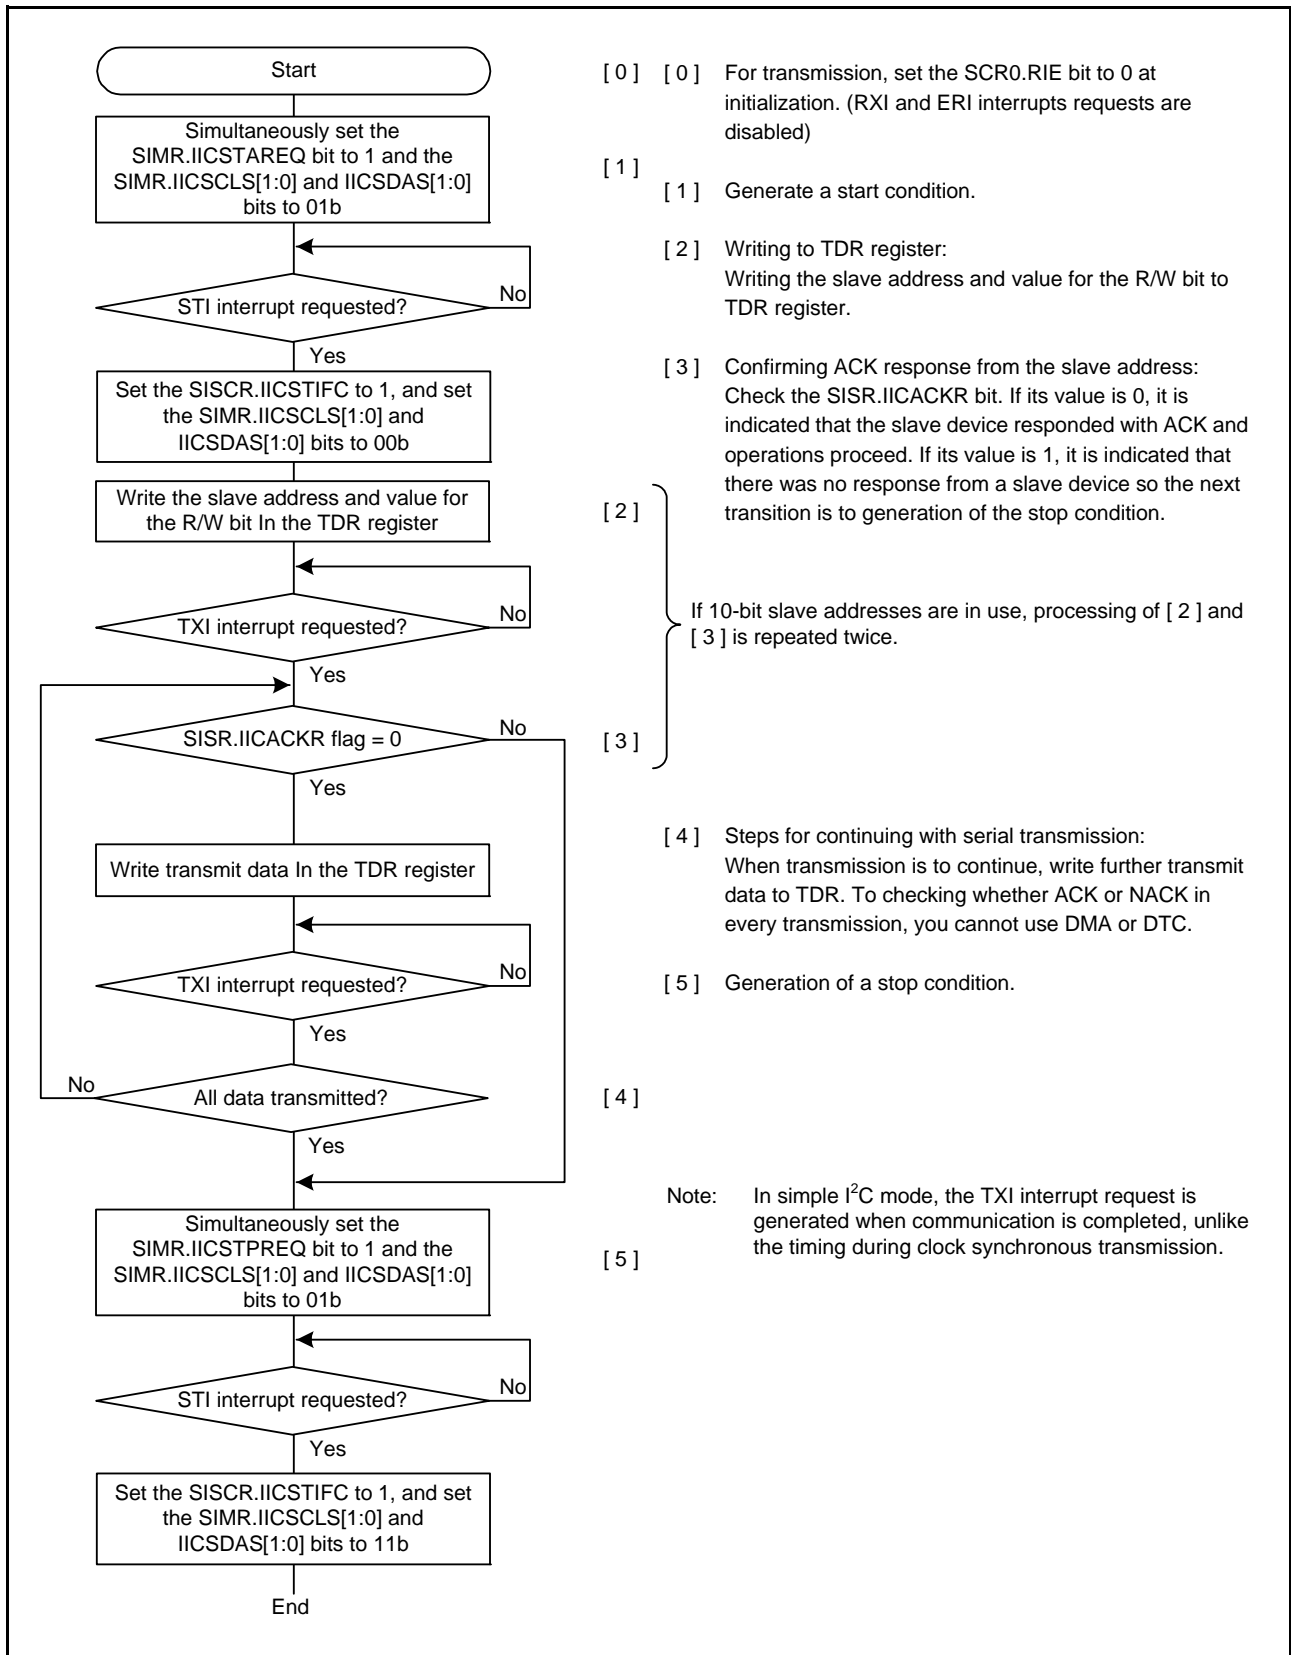 Start
Simultaneously set the
SIMR.IICSTAREQ bit to 1 and the
SIMR.IICSCLS[1:0] and IICSDAS[1:0]
bits to 01b
STI interrupt requested?
No
Yes
Set the SISCR.IICSTIFC to 1, and set
the SIMR.IICSCLS[1:0] and
IICSDAS[1:0] bits to 00b
Write the slave address and value for
the R/W bit In the TDR register
TXI interrupt requested?
No
Yes
SISR.IICACKR flag = 0
No
Yes
Write transmit data In the TDR register
TXI interrupt requested?
No
Yes
All data transmitted?
No
Yes
Simultaneously set the
SIMR.IICSTPREQ bit to 1 and the
SIMR.IICSCLS[1:0] and IICSDAS[1:0]
bits to 01b
STI interrupt requested?
No
Yes
Set the SISCR.IICSTIFC to 1, and set
the SIMR.IICSCLS[1:0] and
IICSDAS[1:0] bits to 11b
End
[ 0 ]
[ 1 ]
[ 2 ]
[ 3 ]
[ 4 ]
[ 5 ]
[ 0 ] For transmission, set the SCR0.RIE bit to 0 at
initialization. (RXI and ERI interrupts requests are
disabled)
[ 1 ] Generate a start condition.
[ 2 ] Writing to TDR register:
Writing the slave address and value for the R/W bit to
TDR register.
[ 3 ] Confirming ACK response from the slave address:
Check the SISR.IICACKR bit. If its value is 0, it is
indicated that the slave device responded with ACK and
operations proceed. If its value is 1, it is indicated that
there was no response from a slave device so the next
transition is to generation of the stop condition.
If 10-bit slave addresses are in use, processing of [ 2 ] and
[ 3 ] is repeated twice.
[ 4 ] Steps for continuing with serial transmission:
When transmission is to continue, write further transmit
data to TDR. To checking whether ACK or NACK in
every transmission, you cannot use DMA or DTC.
[ 5 ] Generation of a stop condition.
Note: In simple I²C mode, the TXI interrupt request is
generated when communication is completed, unlike
the timing during clock synchronous transmission.